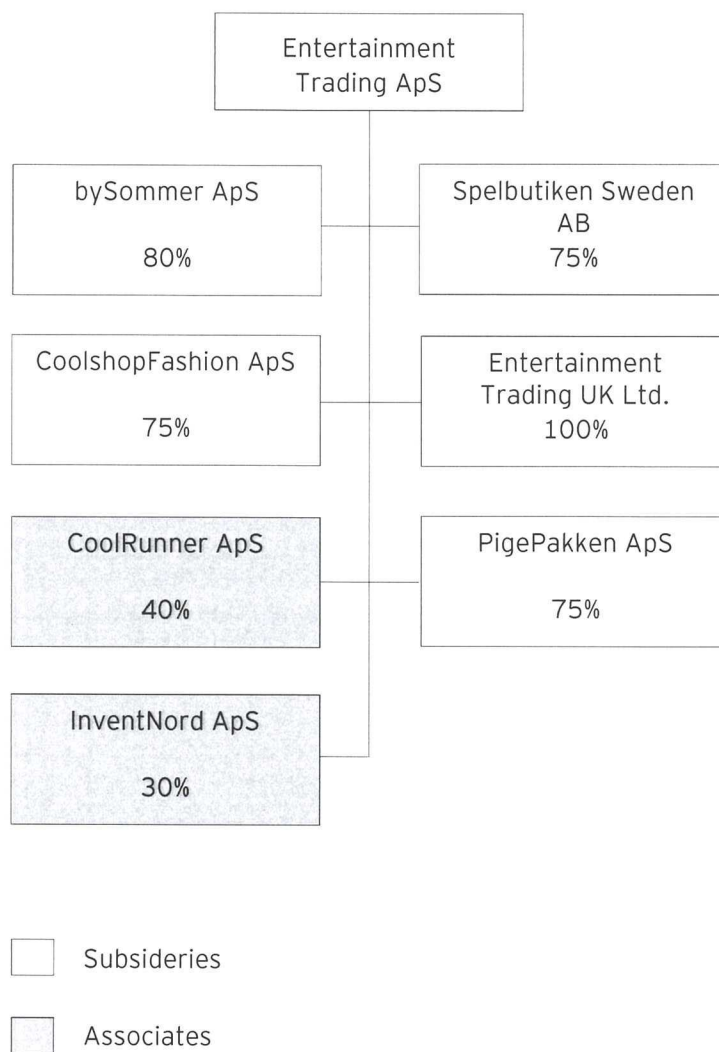 Entertainment
Trading ApS
bySommer ApS
80%
Spelbutiken Sweden
AB
75%
CoolshopFashion ApS
75%
Entertainment
Trading UK Ltd.
100%
CoolRunner ApS
40%
PigePakken ApS
75%
InventNord ApS
30%
Subsideries
Associates